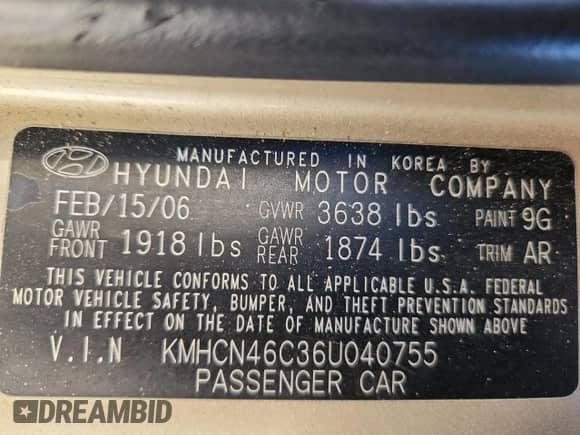 MANUFACTURED IN KOREA BY
HYUNDAI MOTOR COMPANY
FEB/15/06 GVWR 3638 lbs PAINT 9G
GAWR FRONT 1918 lbs GAWR REAR 1874 lbs TRIM AR
THIS VEHICLE CONFORMS TO ALL APPLICABLE U.S.A. FEDERAL
MOTOR VEHICLE SAFETY, BUMPER, AND THEFT PREVENTION STANDARDS
IN EFFECT ON THE DATE OF MANUFACTURE SHOWN ABOVE
V.I.N KMHCN46C36U040755
PASSENGER CAR
DREAMBID